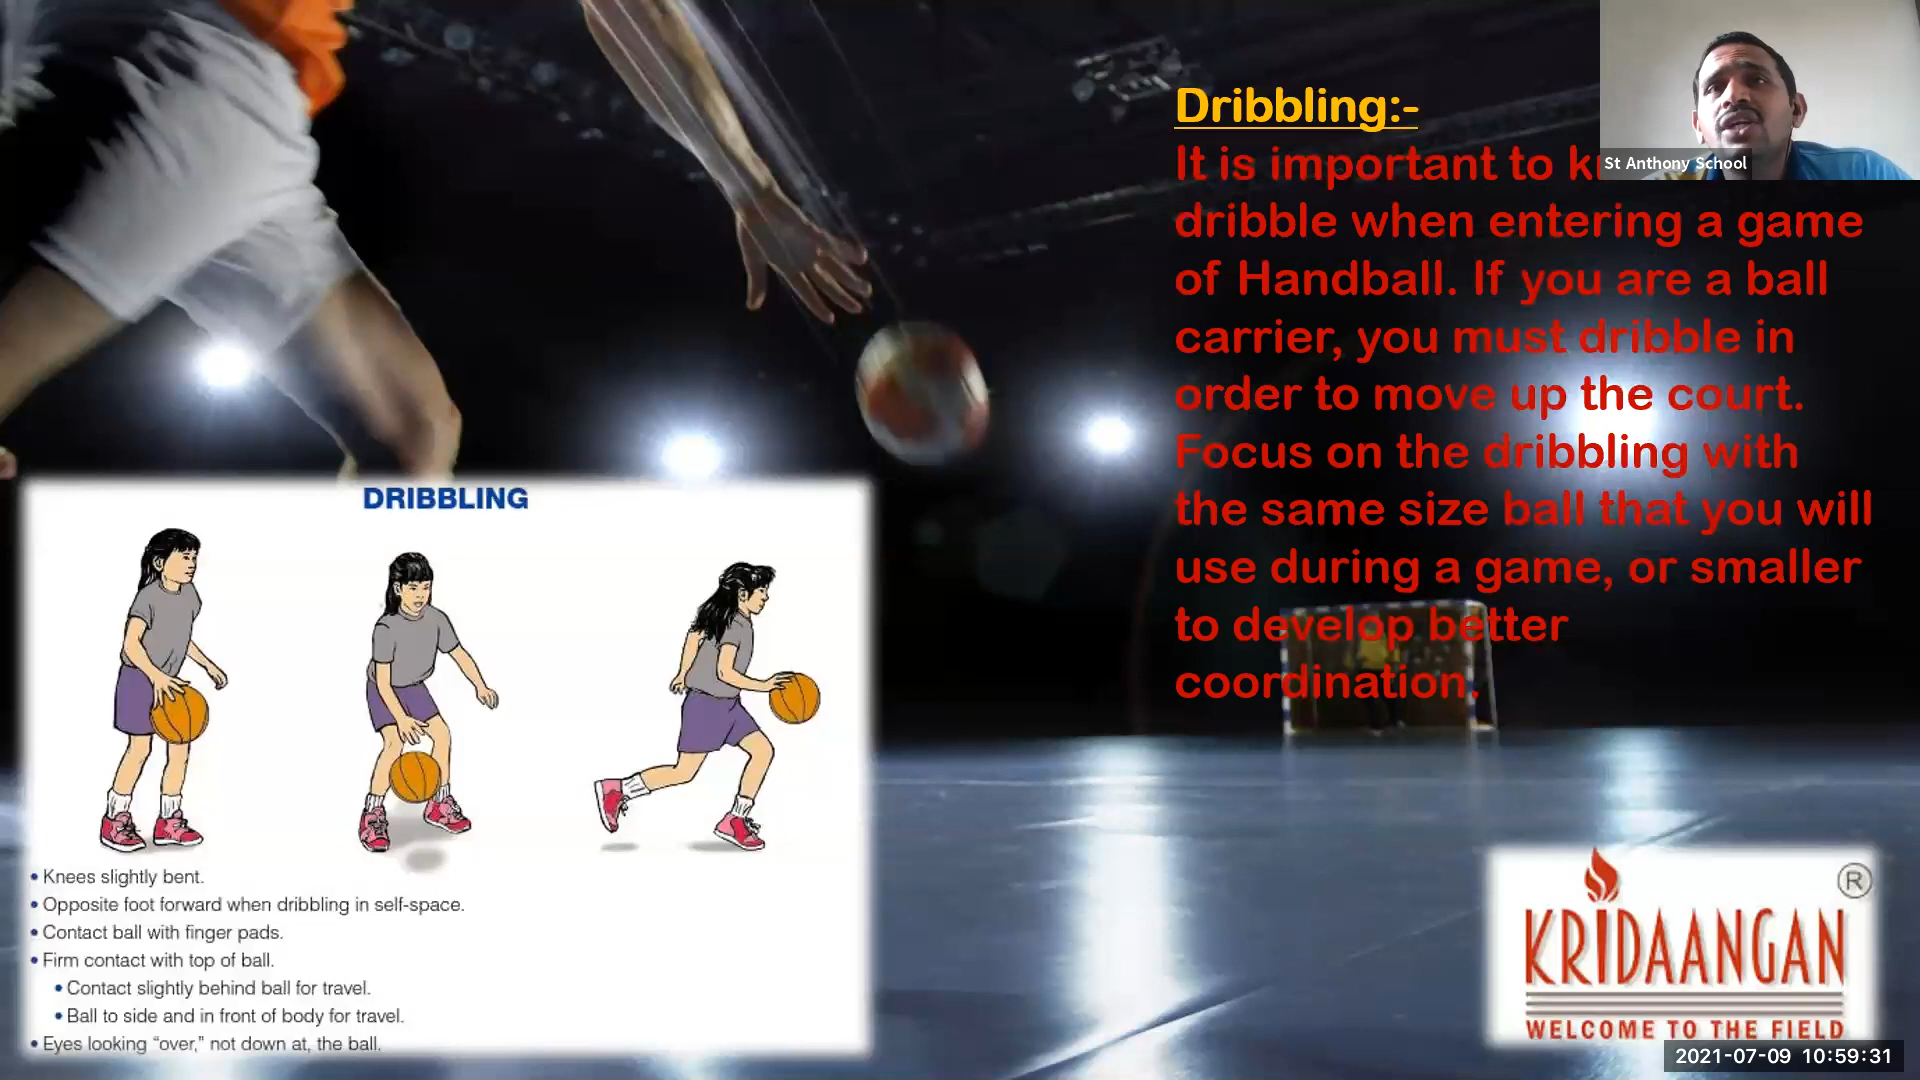 Dribbling:-
It is important to
dribble when entering a game
of Handball. If you are a ball
carrier, you must dribble in
order to move up the court.
Focus on the dribbling with
the same size ball that you will
use during a game, or smaller
to develop better
coordination.
St Anthony School
DRIBBLING
• Knees slightly bent.
• Opposite foot forward when dribbling in self-space.
• Contact ball with finger pads.
• Firm contact with top of ball.
• Contact slightly behind ball for travel.
• Ball to side and in front of body for travel.
• Eyes looking “over,” not down at, the ball.
®
KRIDAANGAN
WELCOME TO THE FIELD
2021-07-09 10:59:31